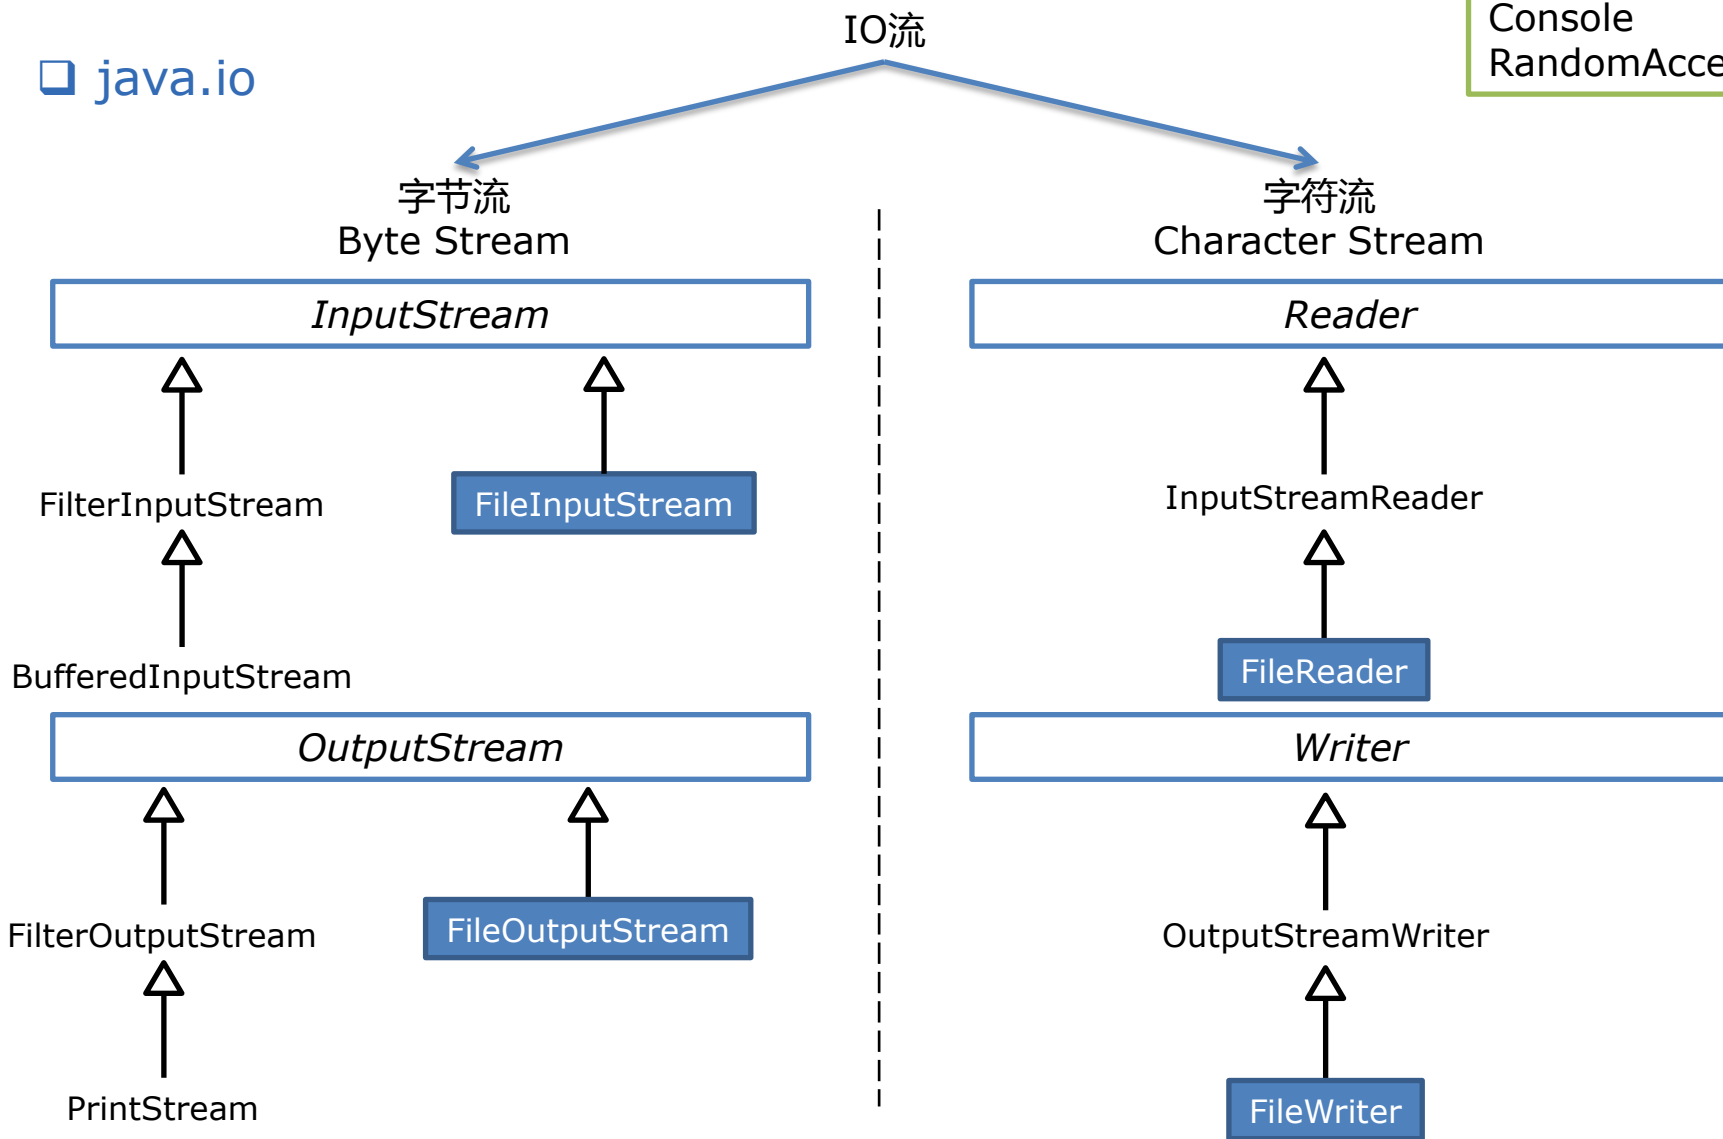 IO流
Console
RandomAcce
java.io
字节流
Byte Stream
字符流
Character Stream
InputStream
Reader
FilterInputStream
FileInputStream
InputStreamReader
BufferedInputStream
FileReader
OutputStream
Writer
FilterOutputStream
FileOutputStream
OutputStreamWriter
PrintStream
FileWriter